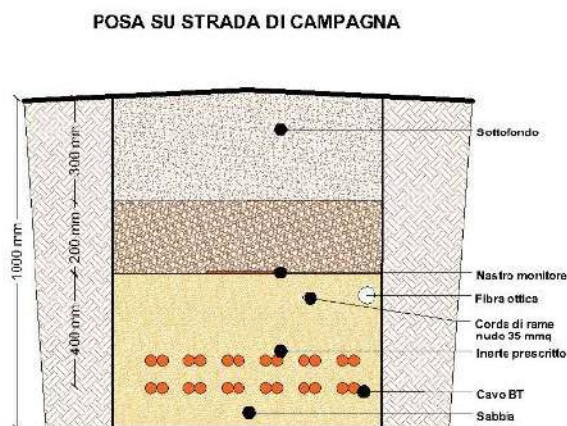 POSA SU STRADA DI CAMPAGNA
Sottofondo
300 mm
200 mm
1000 mm
Nastro monitore
Fibra ottica
400 mm
Corda di rame
nudo 35 mmq
Inerte prescritto
Cavo BT
Sabbia